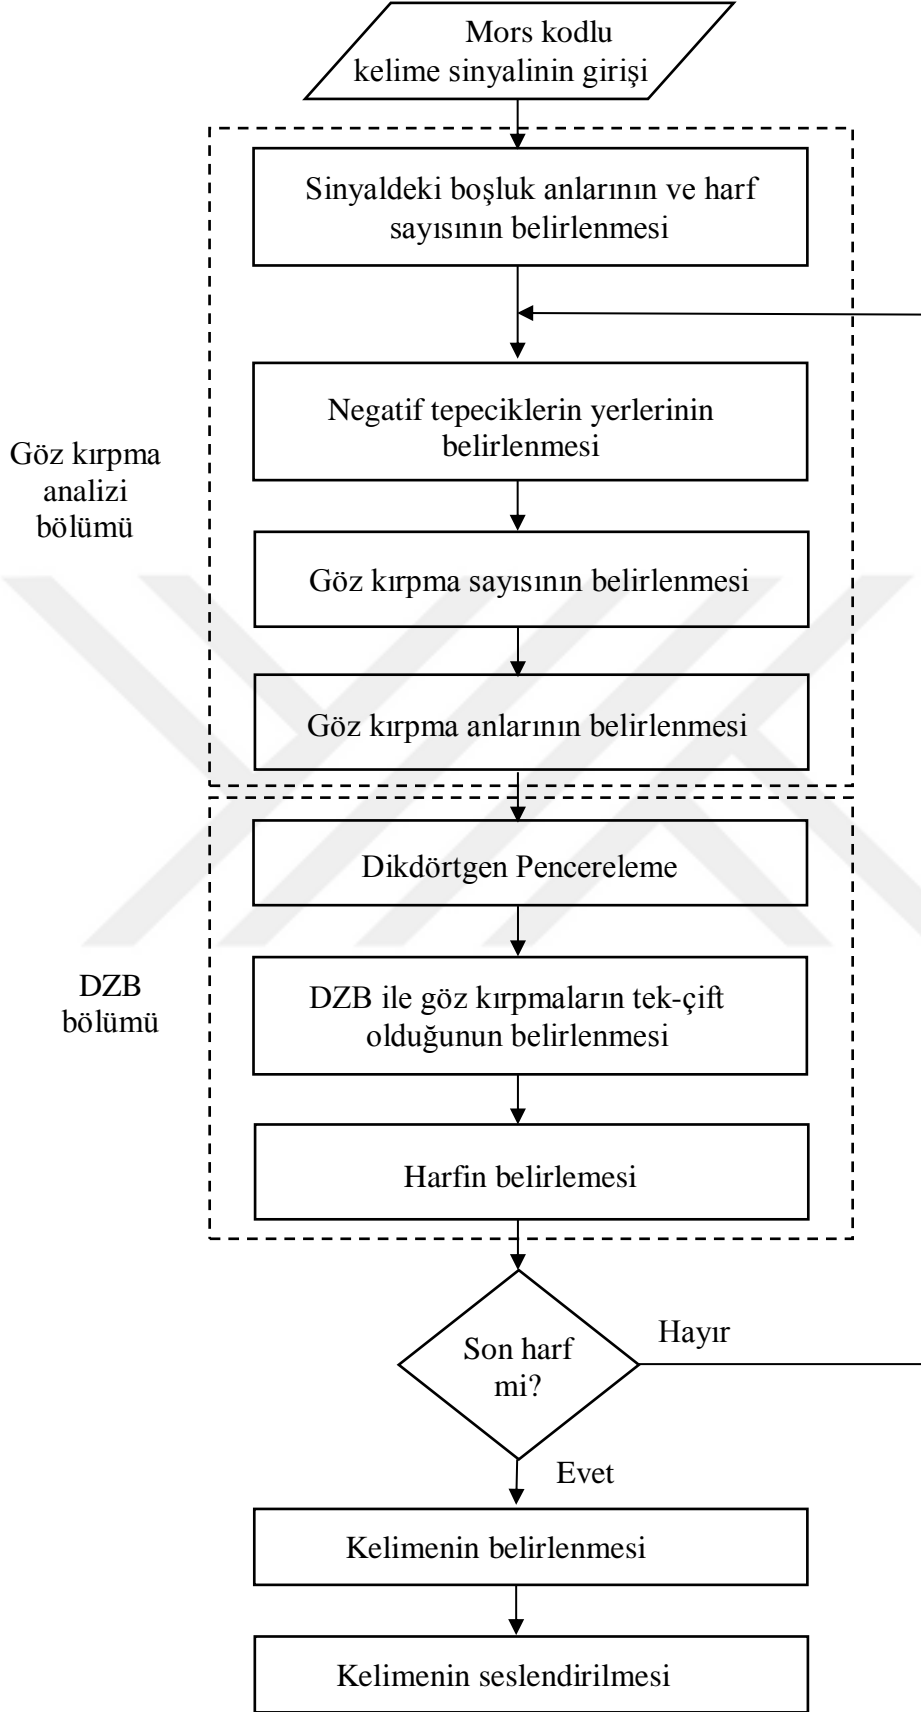 Mors kodlu
kelime sinyalinin girişi
Sinyaldeki boşluk anlarının ve harf
sayısının belirlenmesi
Negatif tepeciklerin yerlerinin
belirlenmesi
Göz kırpma
analizi
bölümü
Göz kırpma sayısının belirlenmesi
Göz kırpma anlarının belirlenmesi
Dikdörtgen Pencereleme
DZB
bölümü
DZB ile göz kırpmaların tek-çift
olduğunun belirlenmesi
Harfin belirlemesi
Son harf
mi?
Hayır
Evet
Kelimenin belirlenmesi
Kelimenin seslendirilmesi